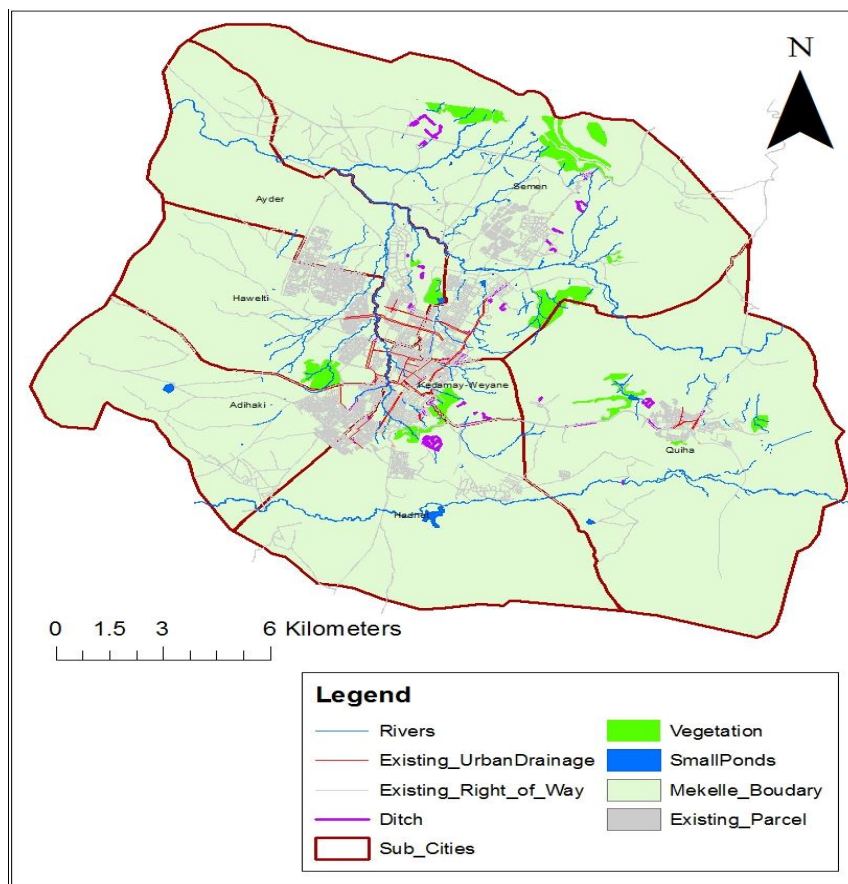 N
Semen
Ayder
Hawelti
Kedamay-Weyane
Adihaki
Quiha
Hadnet
0 1.5 3 6 Kilometers
Legend
Rivers
Existing_UrbanDrainage
Existing_Right_of_Way
Ditch
Sub_Cities
Vegetation
SmallPonds
Mekelle_Boudary
Existing_Parcel